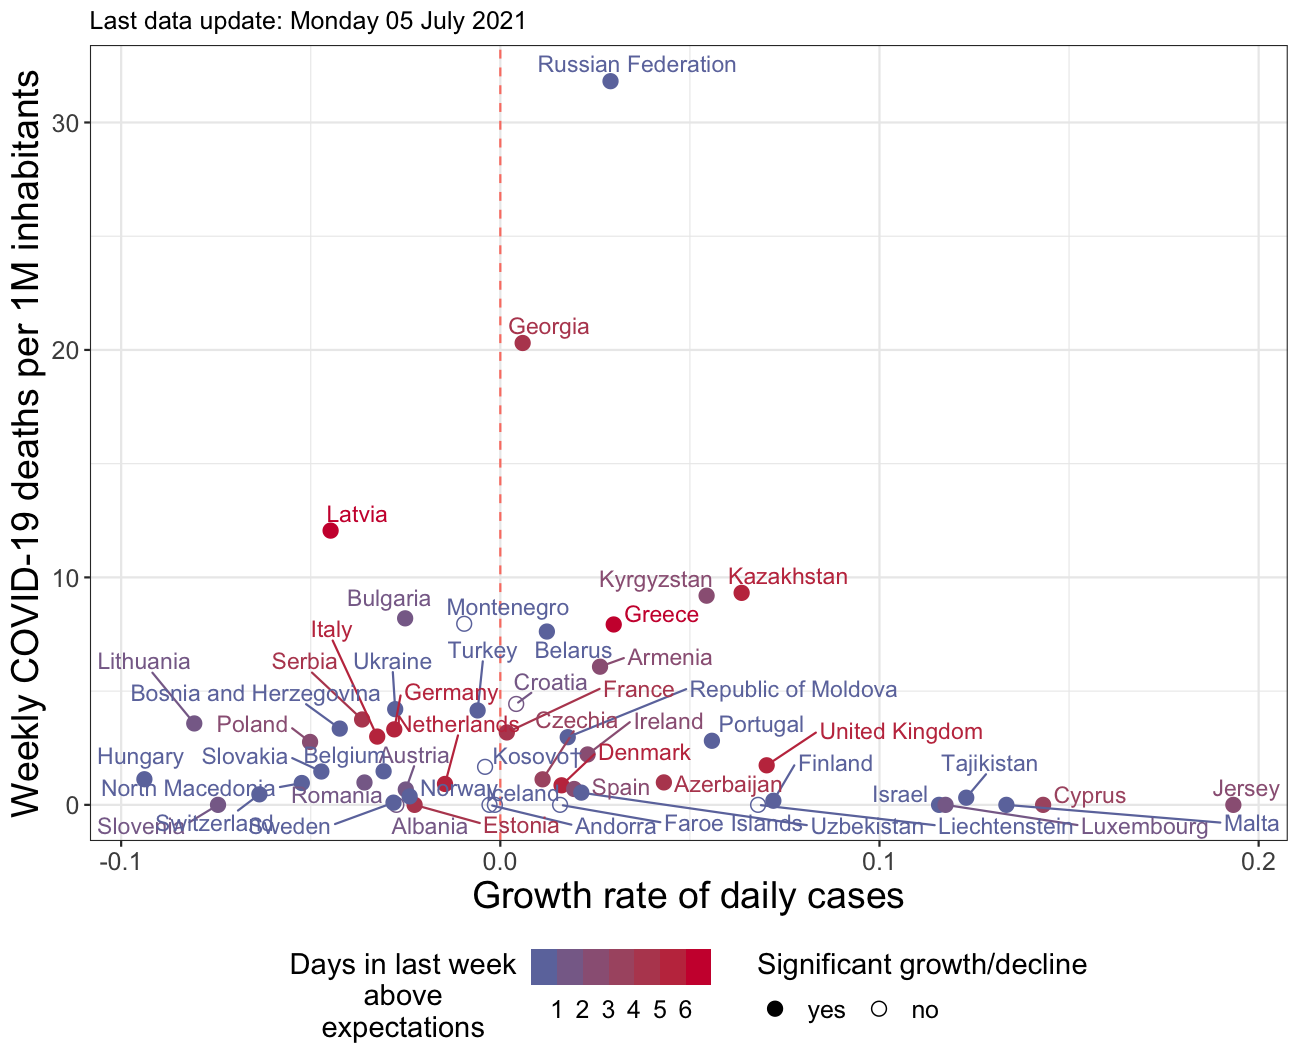 Last data update: Monday 05 July 2021
Weekly COVID-19 deaths per 1M inhabitants
30
20
10
0
Russian Federation
Georgia
Latvia
Kyrgyzstan
Kazakhstan
Bulgaria
Montenegro
Greece
Italy
Turkey
Belarus
Lithuania
Serbia
Ukraine
Armenia
Bosnia and Herzegovina
Germany
Croatia
France
Republic of Moldova
Poland
Netherlands
Czechia
Ireland
Portugal
United Kingdom
Hungary
Slovakia
Belgium
Austria
Kosovo
Denmark
Finland
Tajikistan
North Macedonia
Romania
Norway
Iceland
Spain
Azerbaijan
Israel
Cyprus
Jersey
Slovenia
Switzerland
Sweden
Albania
Estonia
Andorra
Faroe Islands
Uzbekistan
Liechtenstein
Luxembourg
Malta
-0.1
0.0
0.1
0.2
Growth rate of daily cases
Days in last week
above
expectations
1 2 3 4 5 6
Significant growth/decline
yes
no